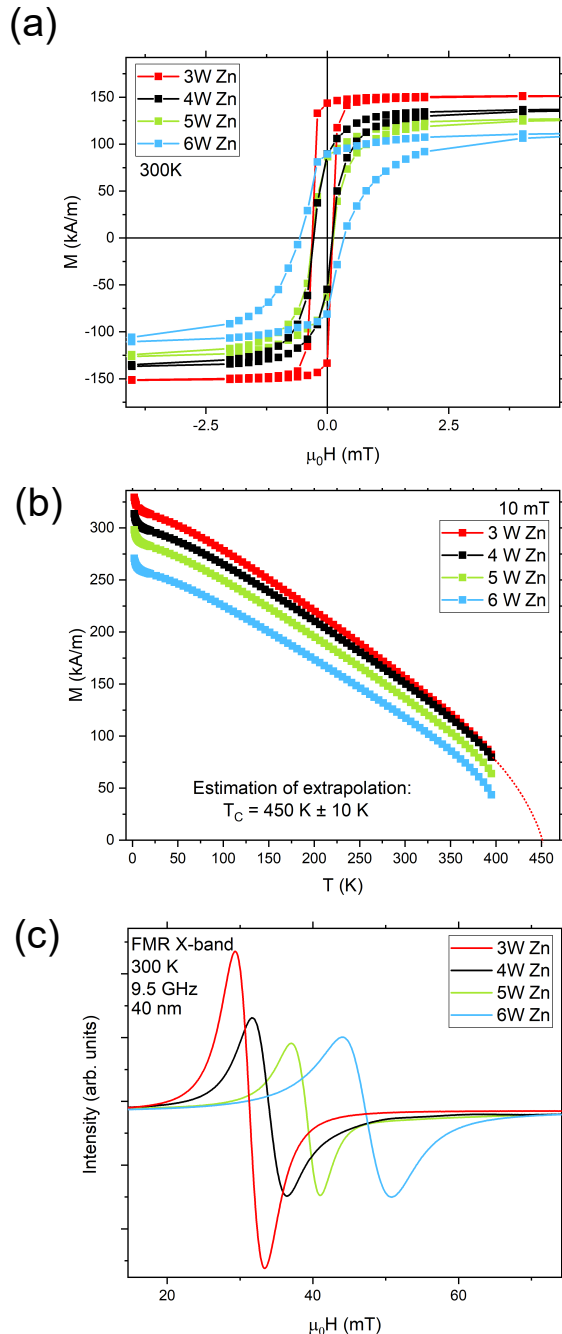 (a)
M (kA/m)
150
100
50
0
-50
-100
-150
3W Zn
4W Zn
5W Zn
6W Zn
300K
-2.5
0.0
2.5
μ₀H (mT)
(b)
M (kA/m)
300
250
200
150
100
50
0
10 mT
3 W Zn
4 W Zn
5 W Zn
6 W Zn
Estimation of extrapolation:
T_C = 450 K ± 10 K
0
50
100
150
200
250
300
350
400
450
T (K)
(c)
Intensity (arb. units)
FMR X-band
300 K
9.5 GHz
40 nm
3W Zn
4W Zn
5W Zn
6W Zn
20
40
60
μ₀H (mT)